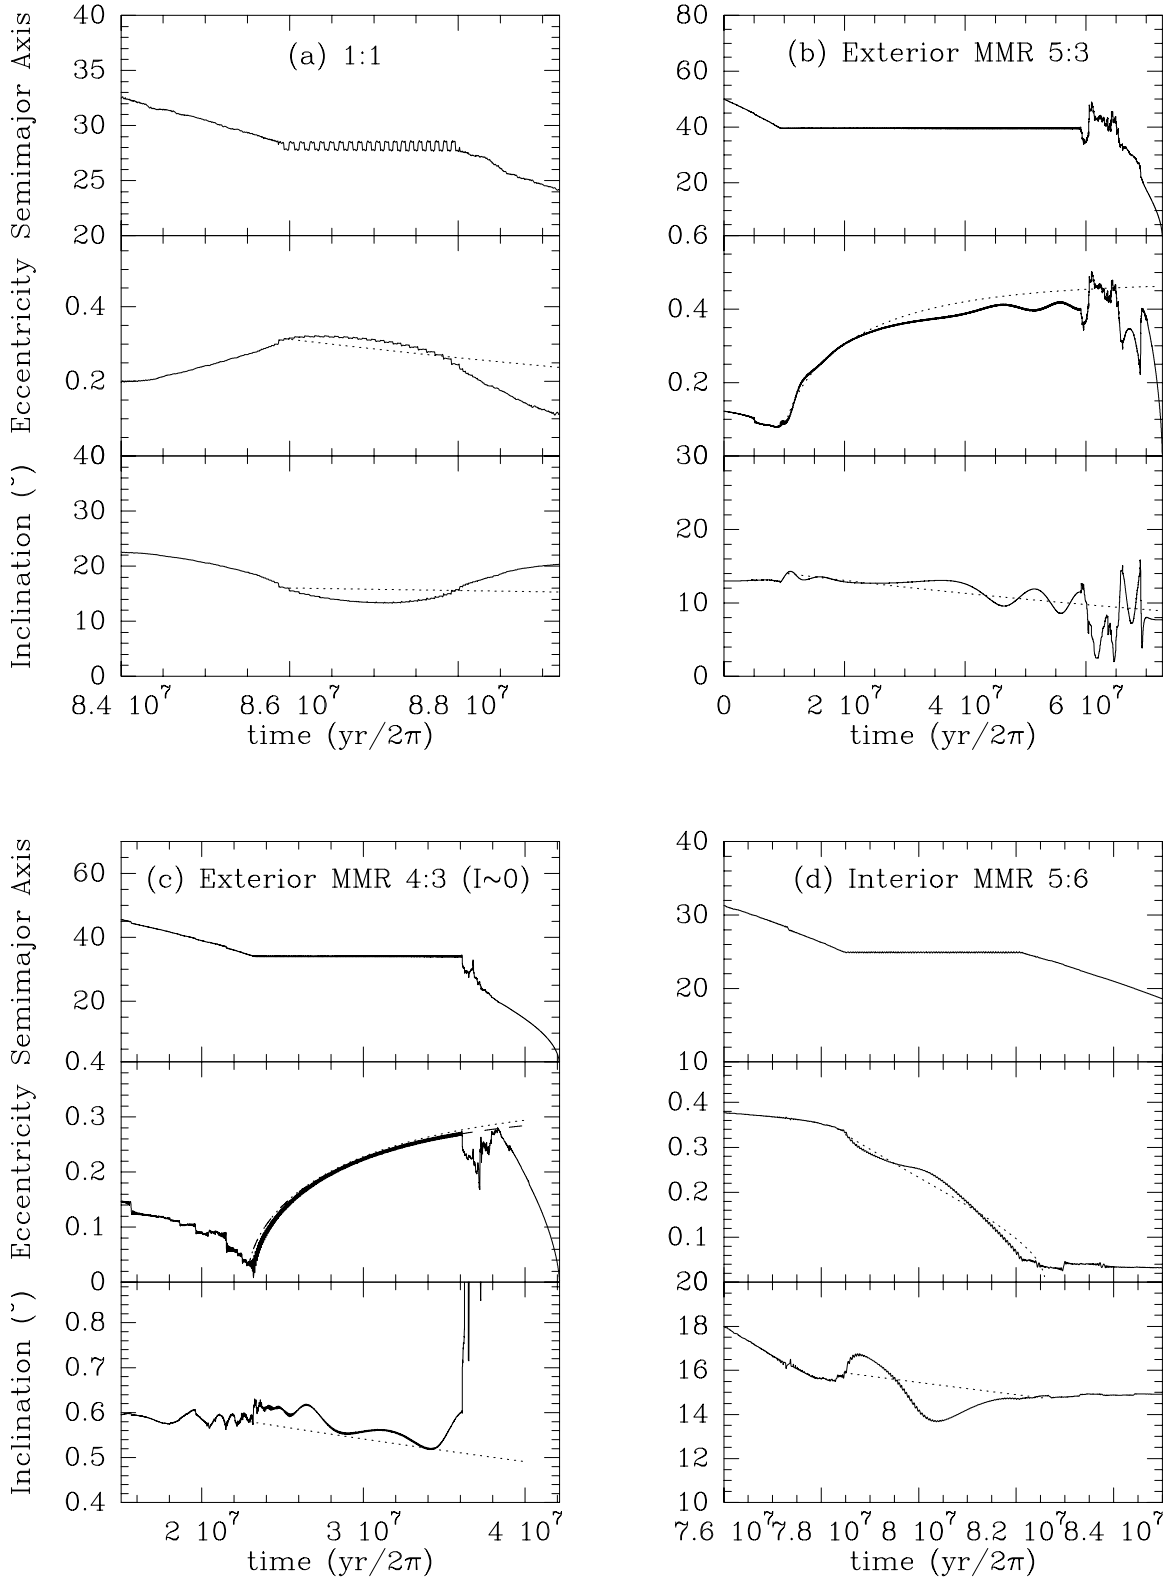 (a) 1:1
Semimajor Axis
40
35
30
25
20
Eccentricity
0.4
0.2
Inclination (˘)
40
30
20
10
0
8.4 10^7 8.6 10^7 8.8 10^7
time (yr/2π)
(b) Exterior MMR 5:3
80
60
40
20
0.6
0.4
0.2
30
20
10
0
0 2 10^7 4 10^7 6 10^7
time (yr/2π)
(c) Exterior MMR 4:3 (I~0)
Semimajor Axis
60
40
20
0.4
Eccentricity
0.3
0.2
0.1
0
Inclination (˘)
0.8
0.7
0.6
0.5
0.4
2 10^7 3 10^7 4 10^7
time (yr/2π)
(d) Interior MMR 5:6
40
30
20
10
0.4
0.3
0.2
0.1
20
18
16
14
12
10
7.6 10^7 7.8 10^7 8 10^7 8.2 10^7 8.4 10^7
time (yr/2π)